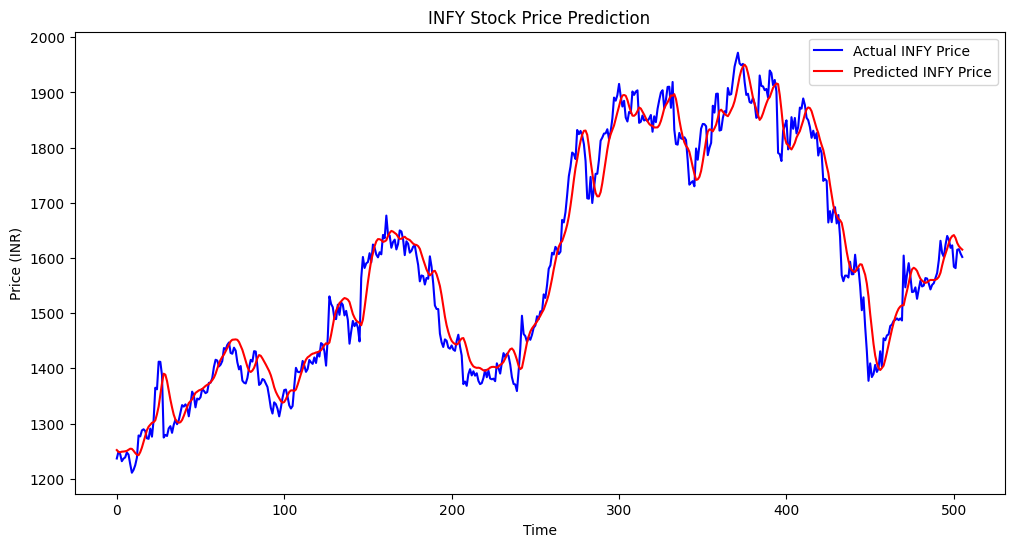 INFY Stock Price Prediction
Actual INFY Price
Predicted INFY Price
Price (INR)
2000
1900
1800
1700
1600
1500
1400
1300
1200
0 100 200 300 400 500
Time